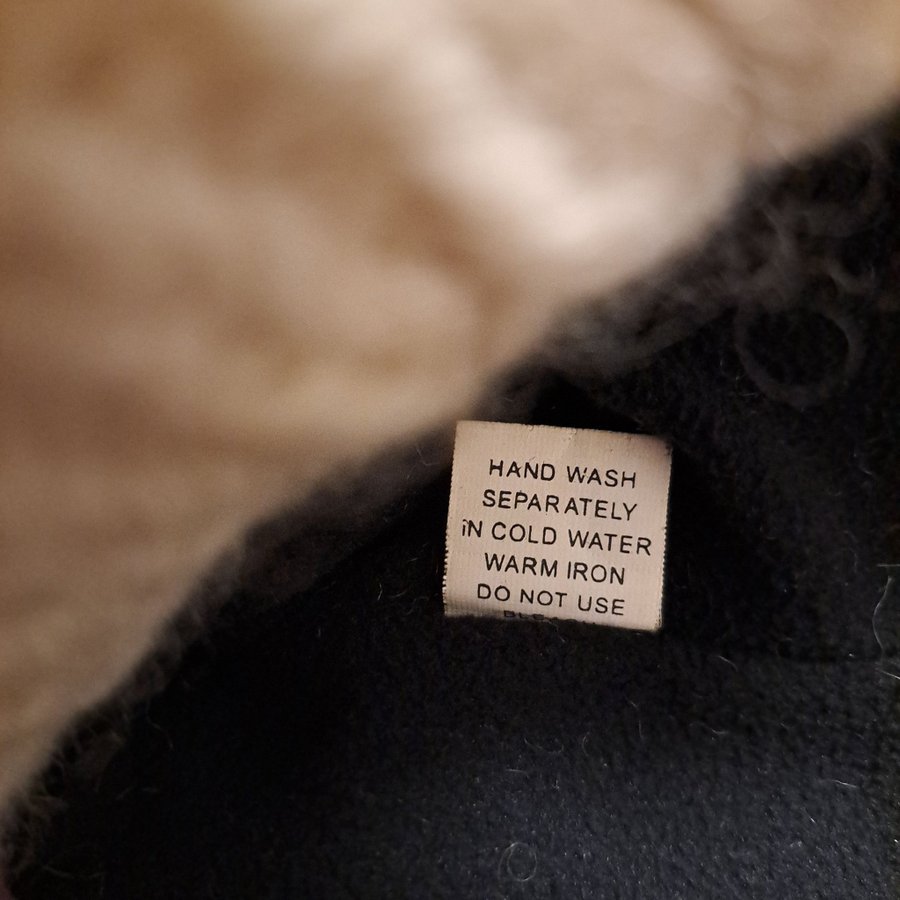 HAND WASH
SEPARATELY
IN COLD WATER
WARM IRON
DO NOT USE